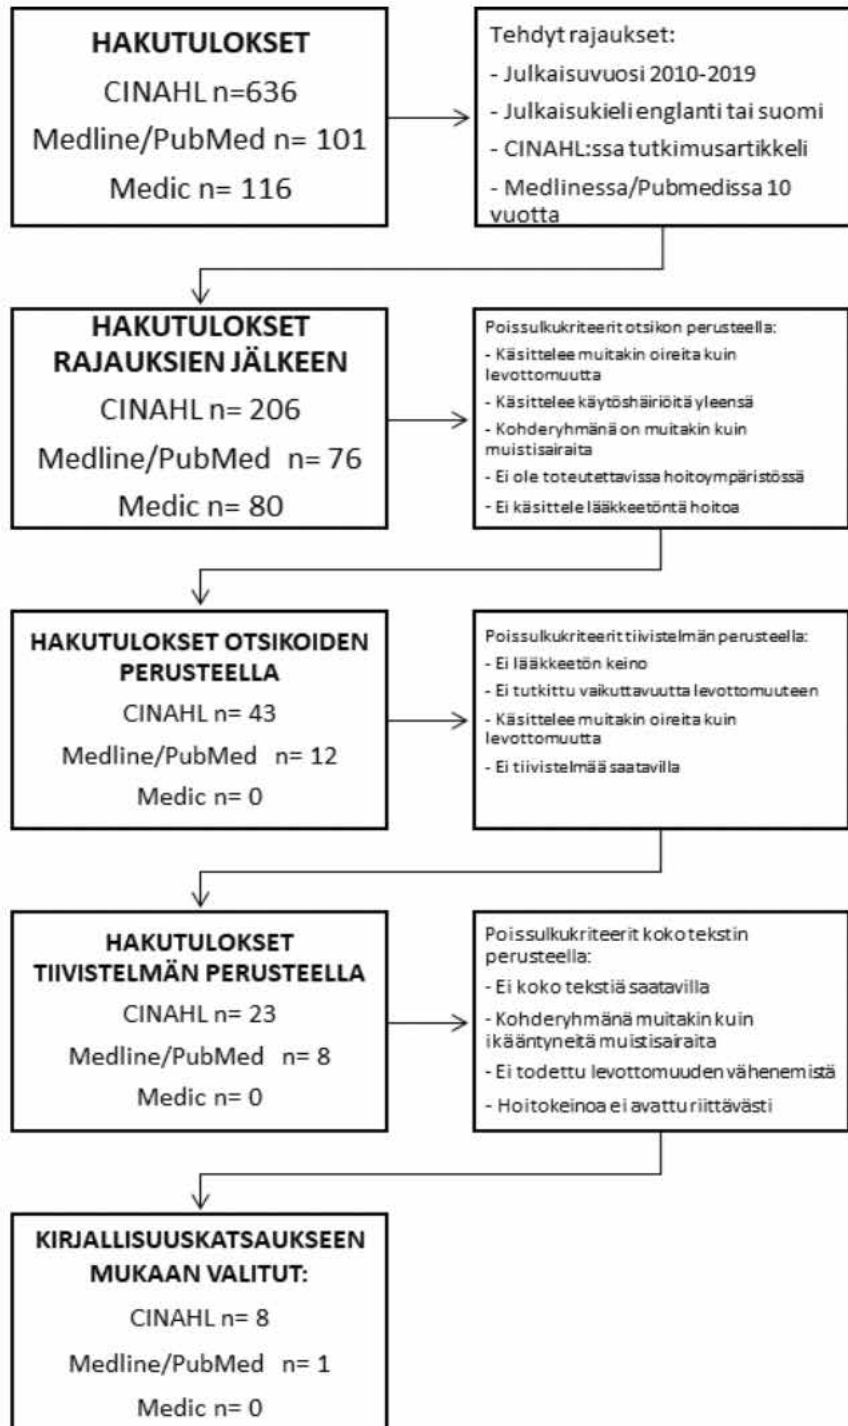 HAKUTULOKSET
CINAHL n=636
Medline/PubMed n= 101
Medic n= 116
Tehdyt rajaukset:
- Julkaisuvuosi 2010-2019
- Julkaisukieli englanti tai suomi
- CINAHL:ssa tutkimusartikkeli
- Medlinessa/Pubmedissa 10
vuotta
HAKUTULOKSET
RAJAUKSIEN JÄLKEEN
CINAHL n= 206
Medline/PubMed n= 76
Medic n= 80
Poissulkukriteerit otsikon perusteella:
- Käsittelee muitakin oireita kuin
levottomuutta
- Käsittelee käytöshäiriöitä yleensä
- Kohderyhmänä on muitakin kuin
muistisairaita
- Ei ole toteutettavissa hoitoympäristössä
- Ei käsittele lääkkeetöntä hoitoa
HAKUTULOKSET OTSIKOIDEN
PERUSTEELLA
CINAHL n= 43
Medline/PubMed n= 12
Medic n= 0
Poissulkukriteerit tiivistelmän perusteella:
- Ei lääkkeetön keino
- Ei tutkittu vaikuttavuutta levottomuuteen
- Käsittelee muitakin oireita kuin
levottomuutta
- Ei tiivistelmää saatavilla
HAKUTULOKSET
TIIVISTELMÄN PERUSTEELLA
CINAHL n= 23
Medline/PubMed n= 8
Medic n= 0
Poissulkukriteerit koko tekstin
perusteella:
- Ei koko tekstiä saatavilla
- Kohderyhmänä muitakin kuin
ikääntyneitä muistisairaita
- Ei todettu levottomuuden vähenemistä
- Hoitokeinoa ei avattu riittävästi
KIRJALLISUUSKATSAUKSEEN
MUKAAN VALITUT:
CINAHL n= 8
Medline/PubMed n= 1
Medic n= 0